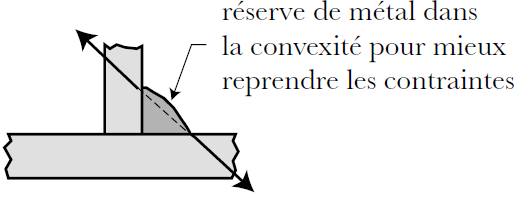 réserve de métal dans
la convexité pour mieux
reprendre les contraintes